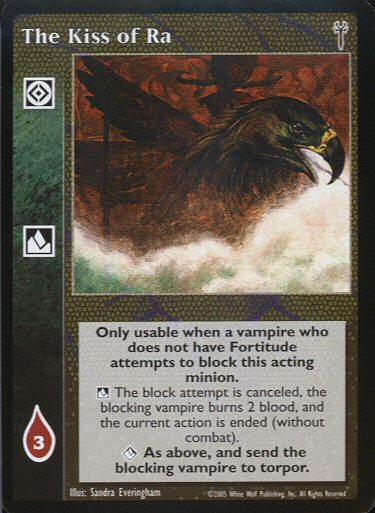 The Kiss of Ra
Only usable when a vampire who
does not have Fortitude
attempts to block this acting
minion.
The block attempt is canceled, the
blocking vampire burns 2 blood, and
the current action is ended (without
combat).
As above, and send the
blocking vampire to torpor.
3
Illus: Sandra Everingham
©2005 White Wolf Publishing, Inc. All Rights Reserved